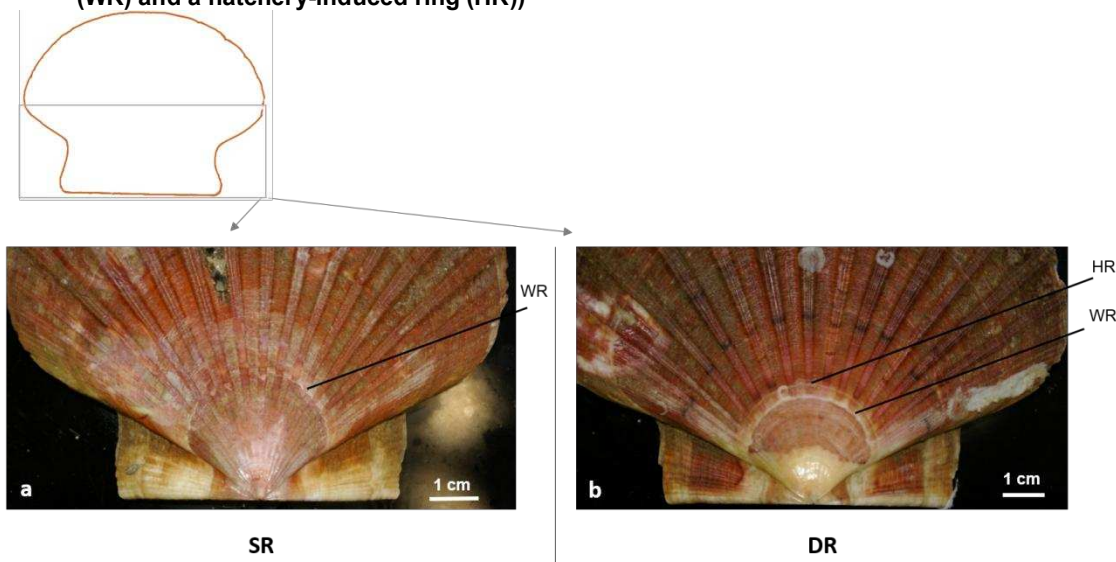 (WR) and a hatchery-induced ring (HR))
WR
HR
WR
a
1 cm
b
1 cm
SR
DR